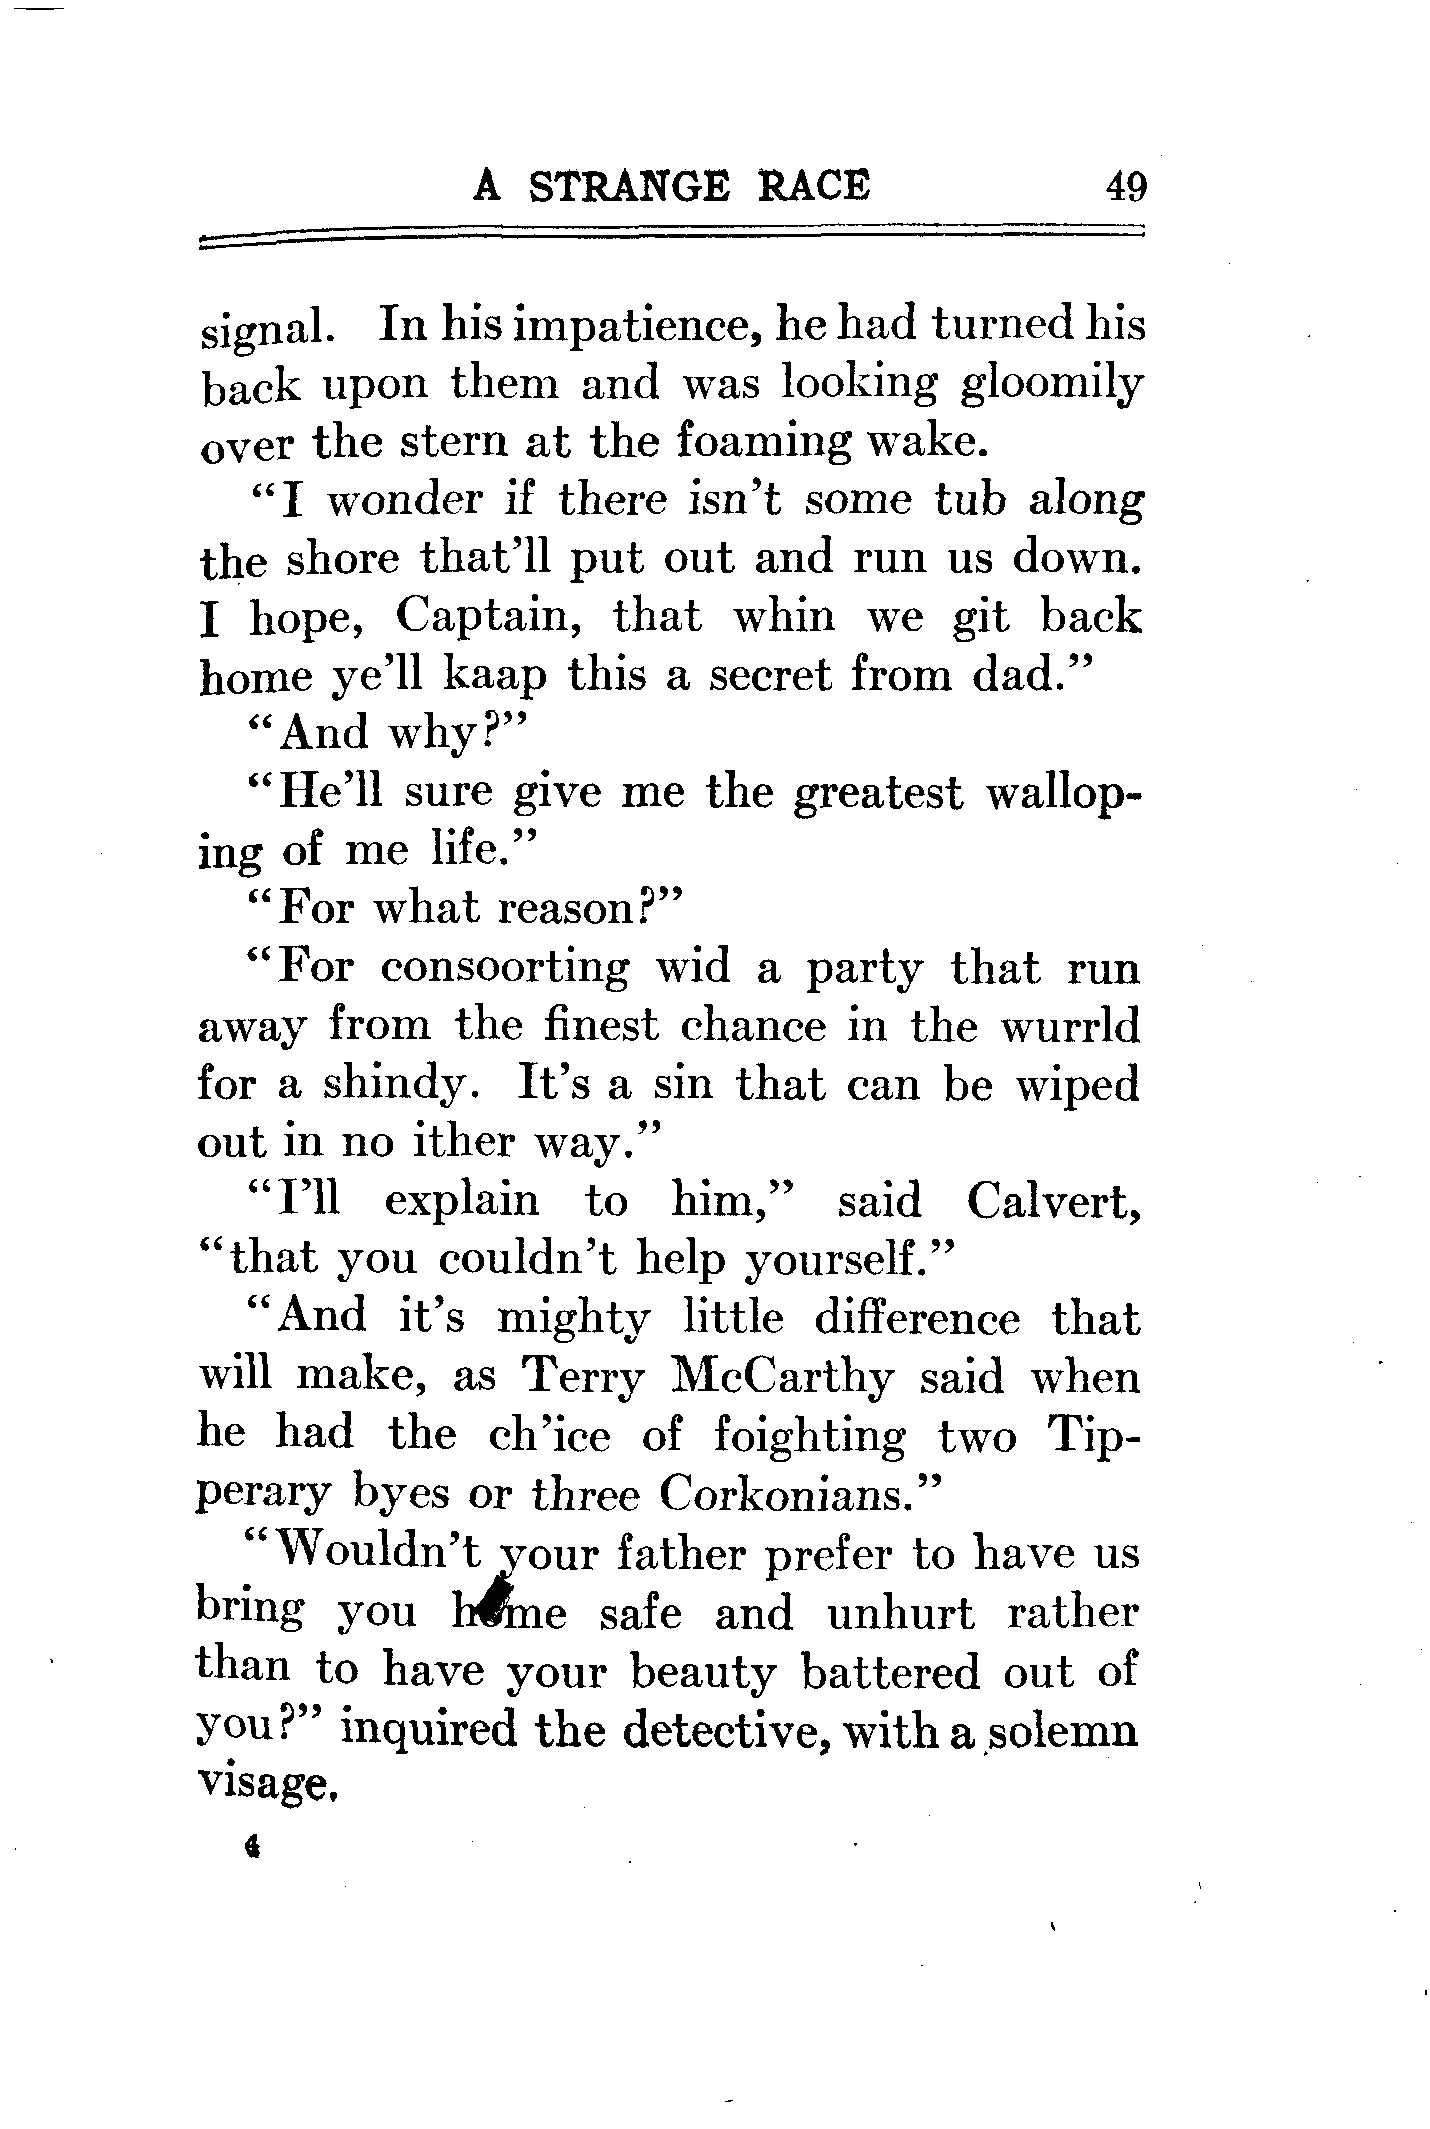 A STRANGE RACE 49
signal. In his impatience, he had turned his
back upon them and was looking gloomily
over the stern at the foaming wake.
“I wonder if there isn’t some tub along
the shore that’ll put out and run us down.
I hope, Captain, that whin we git back
home ye’ll kaap this a secret from dad.”
“And why?”
“He’ll sure give me the greatest wallop-
ing of me life.”
“For what reason?”
“For consoorting wid a party that run
away from the finest chance in the wurrld
for a shindy. It’s a sin that can be wiped
out in no ither way.”
“I’ll explain to him,” said Calvert,
“that you couldn’t help yourself.”
“And it’s mighty little difference that
will make, as Terry McCarthy said when
he had the ch’ice of foighting two Tip-
perary byes or three Corkonians.”
“Wouldn’t your father prefer to have us
bring you home safe and unhurt rather
than to have your beauty battered out of
you?” inquired the detective, with a solemn
visage.
4